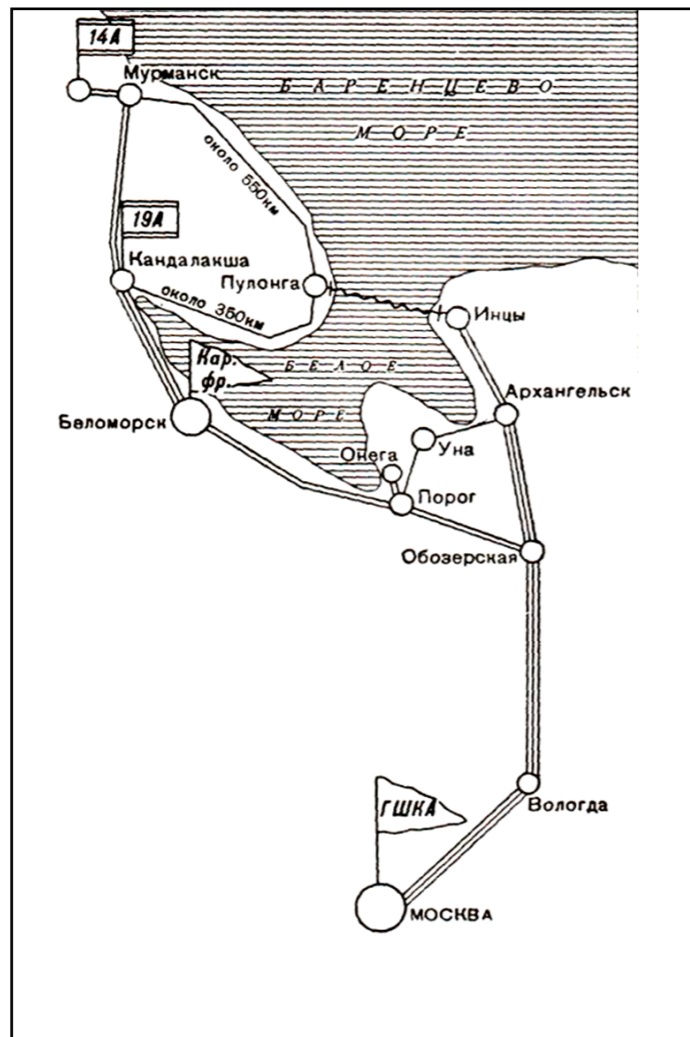 14А
Мурманск
БАРЕНЦЕВО
МОРЕ
около 550км
19А
Кандалакша
Пулонга
около 350км
Инцы
Кар.
фр.
БЕЛОЕ
МОРЕ
Архангельск
Беломорск
Уна
Онега
Порог
Обозерская
Вологда
ГШКА
МОСКВА